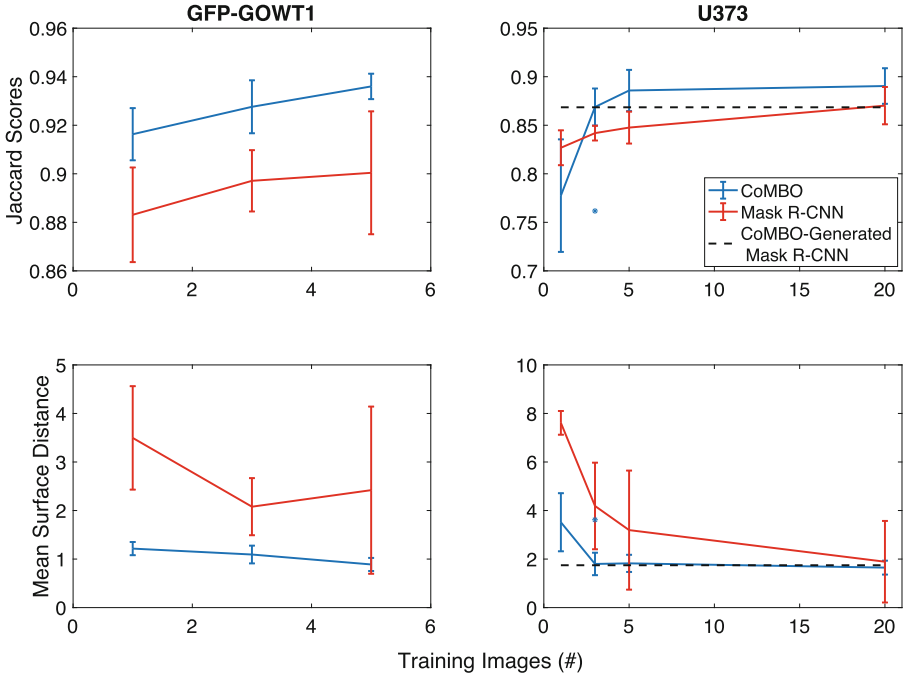 GFP-GOWT1
U373
Jaccard Scores
0.96
0.94
0.92
0.9
0.88
0.86
0 2 4 6
0.9
0.85
0.8
0.75
0.7
0 5 10 15 20
CoMBO
Mask R-CNN
CoMBO-Generated
Mask R-CNN
Mean Surface Distance
5
4
3
2
1
0
0 2 4 6
10
8
6
4
2
0
0 5 10 15 20
Training Images (#)